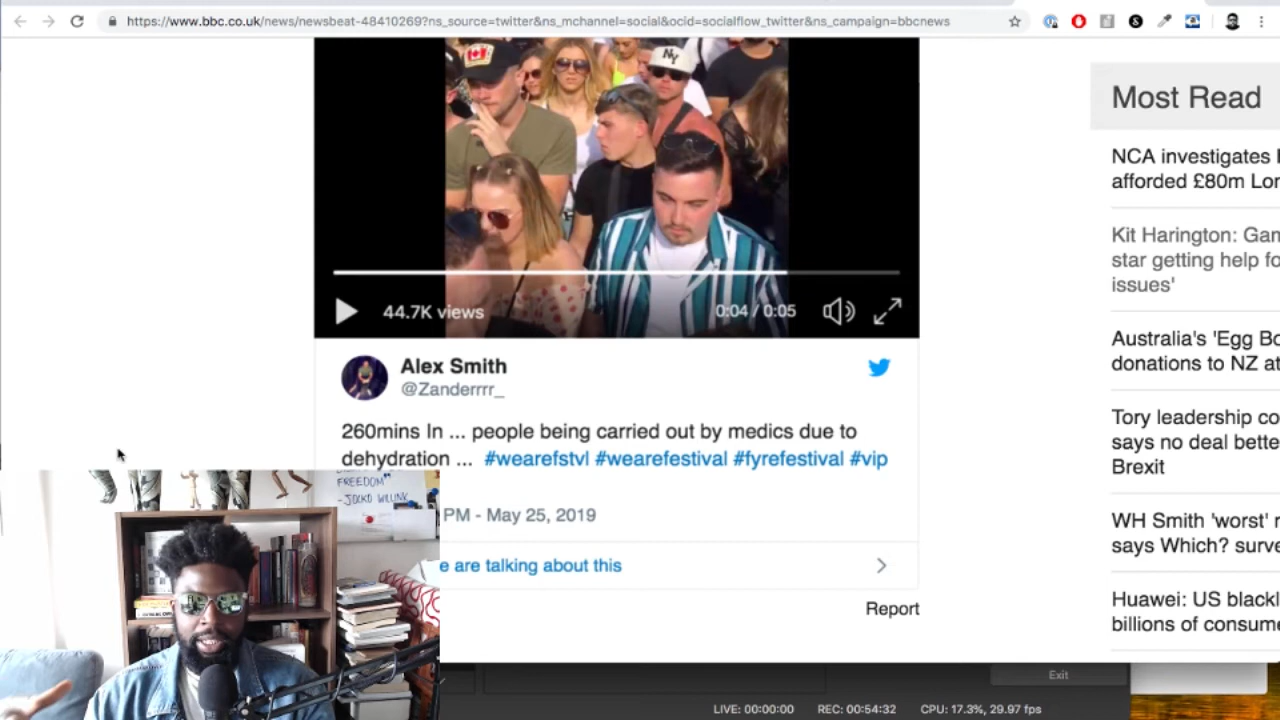 https://www.bbc.co.uk/news/newsbeat-48410269?ns_source=twitter&ns_mchannel=social&ocid=socialflow_twitter&ns_campaign=bbcnews
NY
44.7K views
0:04 / 0:05
Alex Smith
@Zanderrrr_
260mins In ... people being carried out by medics due to
dehydration ... #wearefstvl #wearefestival #fyrefestival #vip
PM - May 25, 2019
e are talking about this
Report
Most Read
NCA investigates
afforded £80m Lon
Kit Harington: Gam
star getting help fo
issues'
Australia's 'Egg Bo
donations to NZ at
Tory leadership co
says no deal bette
Brexit
WH Smith 'worst' r
says Which? surve
Huawei: US blackl
billions of consume
FREEDOM"
- JOCKO WILLINK
Exit
LIVE: 00:00:00
REC: 00:54:32
CPU: 17.3%, 29.97 fps